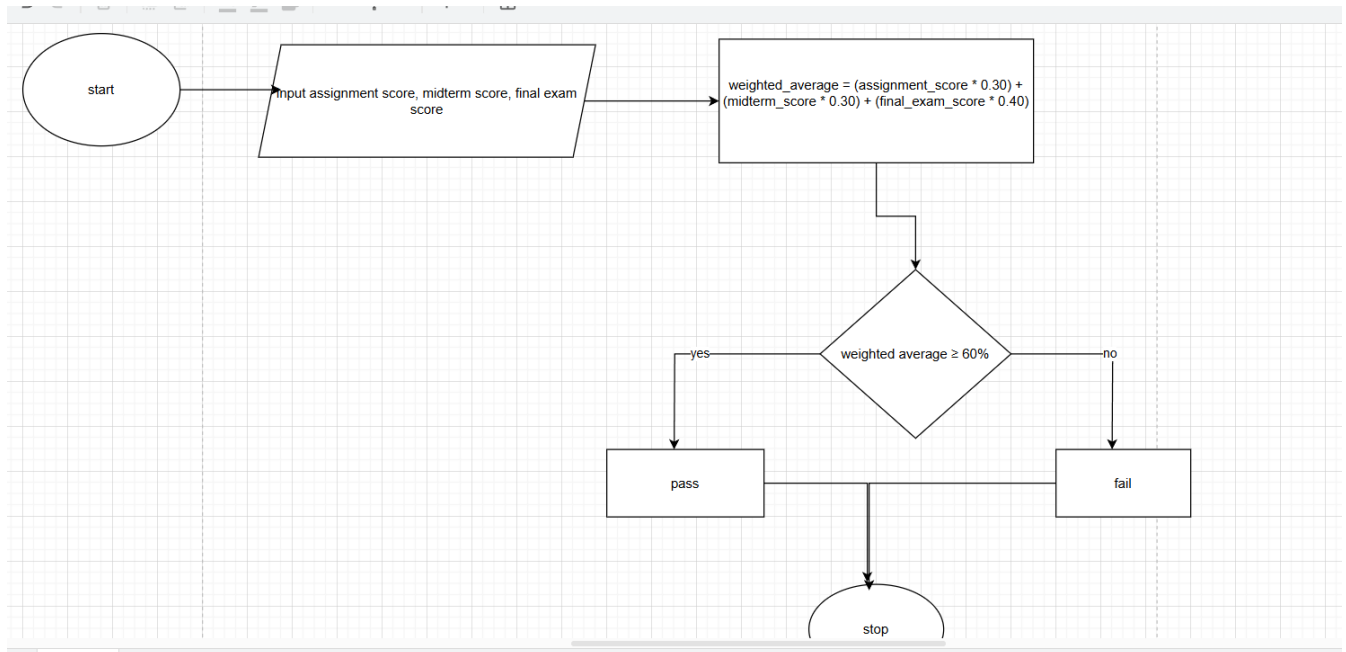 start
Input assignment score, midterm score, final exam
score
weighted_average = (assignment_score * 0.30) +
(midterm_score * 0.30) + (final_exam_score * 0.40)
weighted average ≥ 60%
yes
no
pass
fail
stop